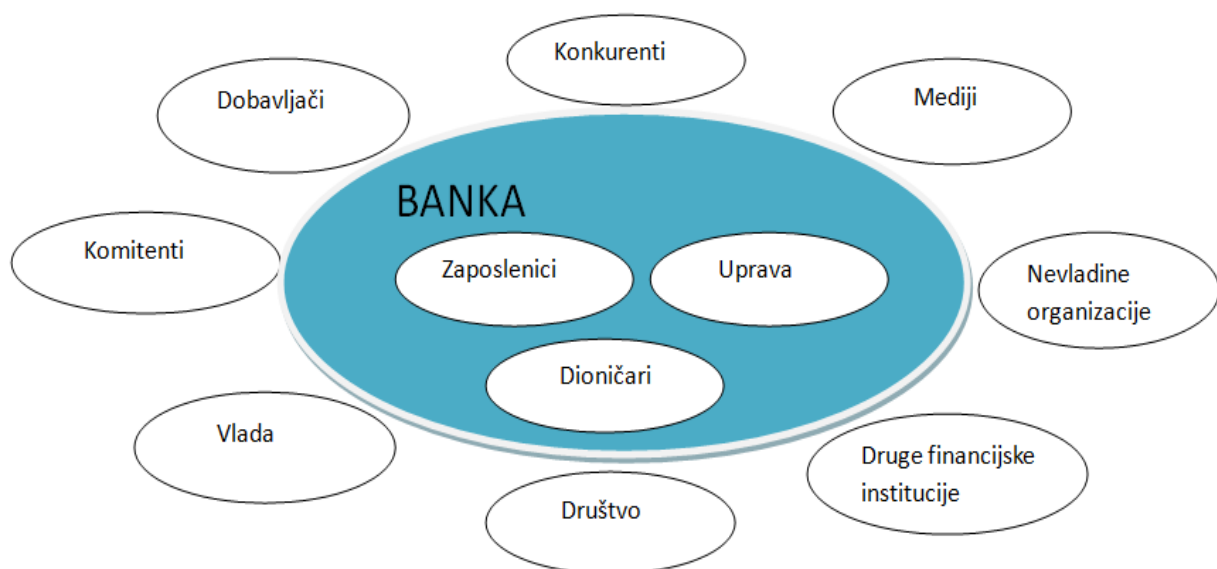 Konkurenti
Dobavljači
Mediji
BANKA
Komitenti
Zaposlenici
Uprava
Nevladine
organizacije
Dioničari
Vlada
Druge financijske
institucije
Društvo